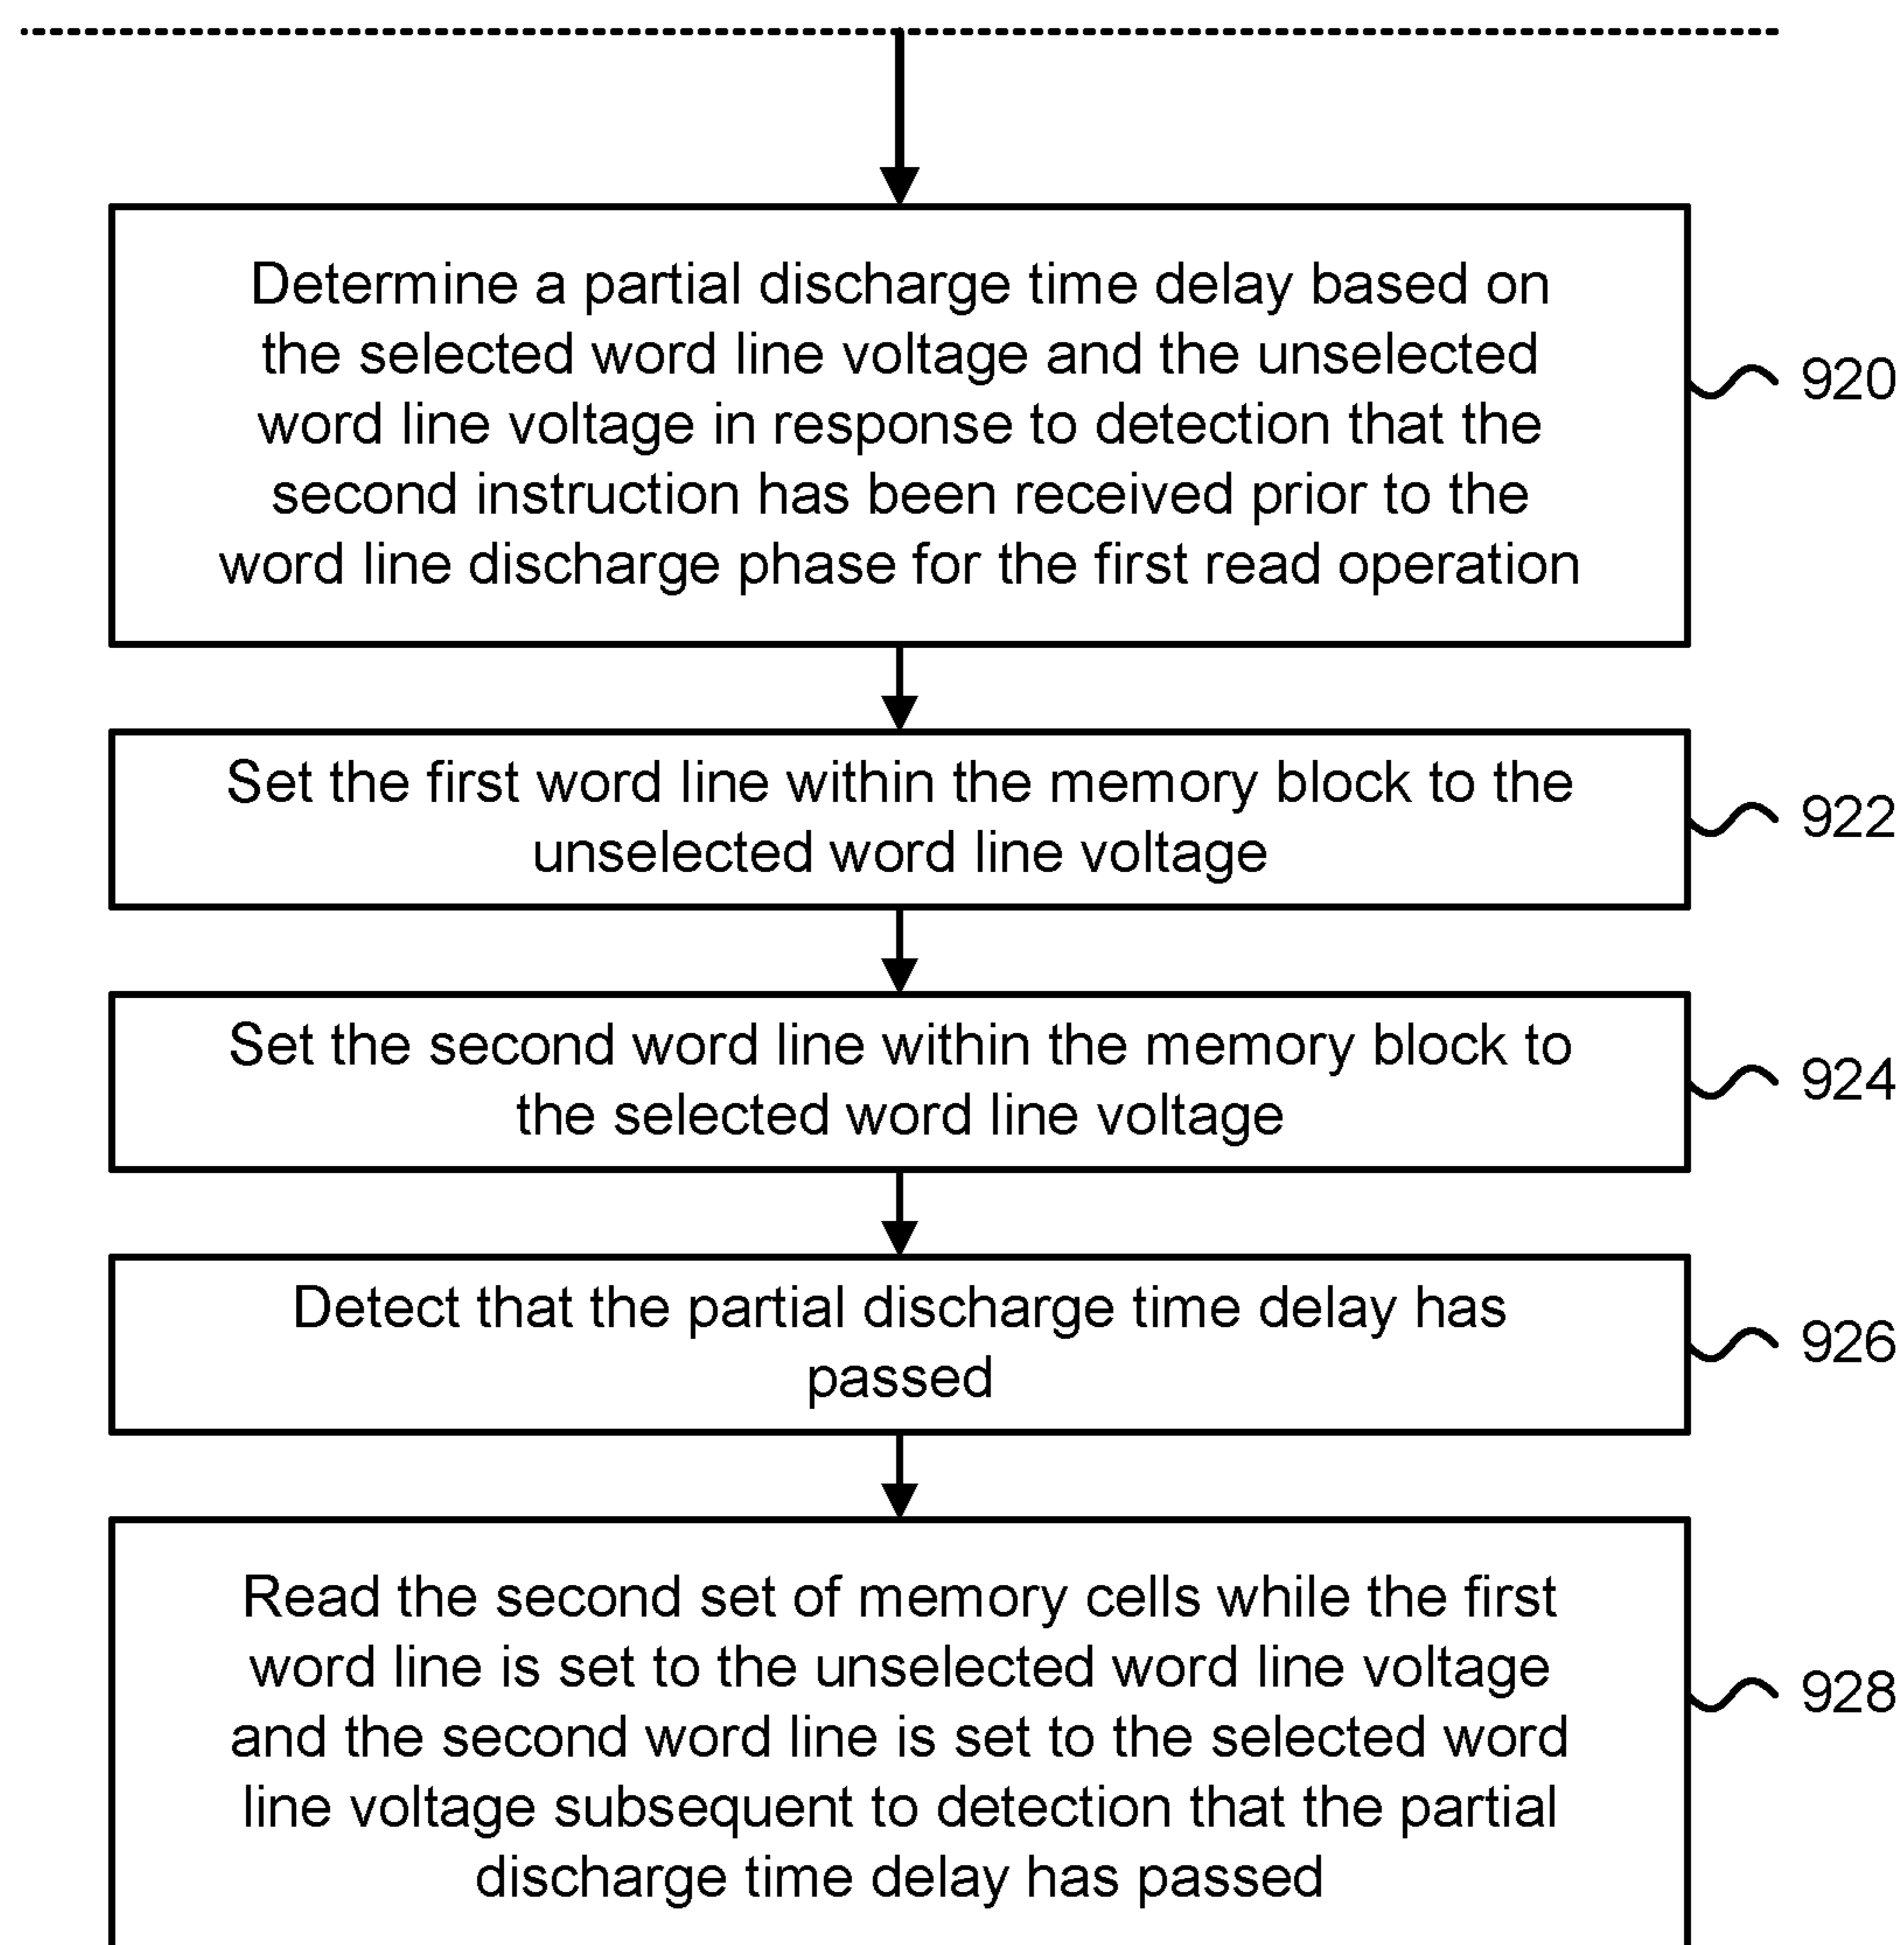 Determine a partial discharge time delay based on
the selected word line voltage and the unselected
word line voltage in response to detection that the
second instruction has been received prior to the
word line discharge phase for the first read operation
920
Set the first word line within the memory block to the
unselected word line voltage
922
Set the second word line within the memory block to
the selected word line voltage
924
Detect that the partial discharge time delay has
passed
926
Read the second set of memory cells while the first
word line is set to the unselected word line voltage
and the second word line is set to the selected word
line voltage subsequent to detection that the partial
discharge time delay has passed
928